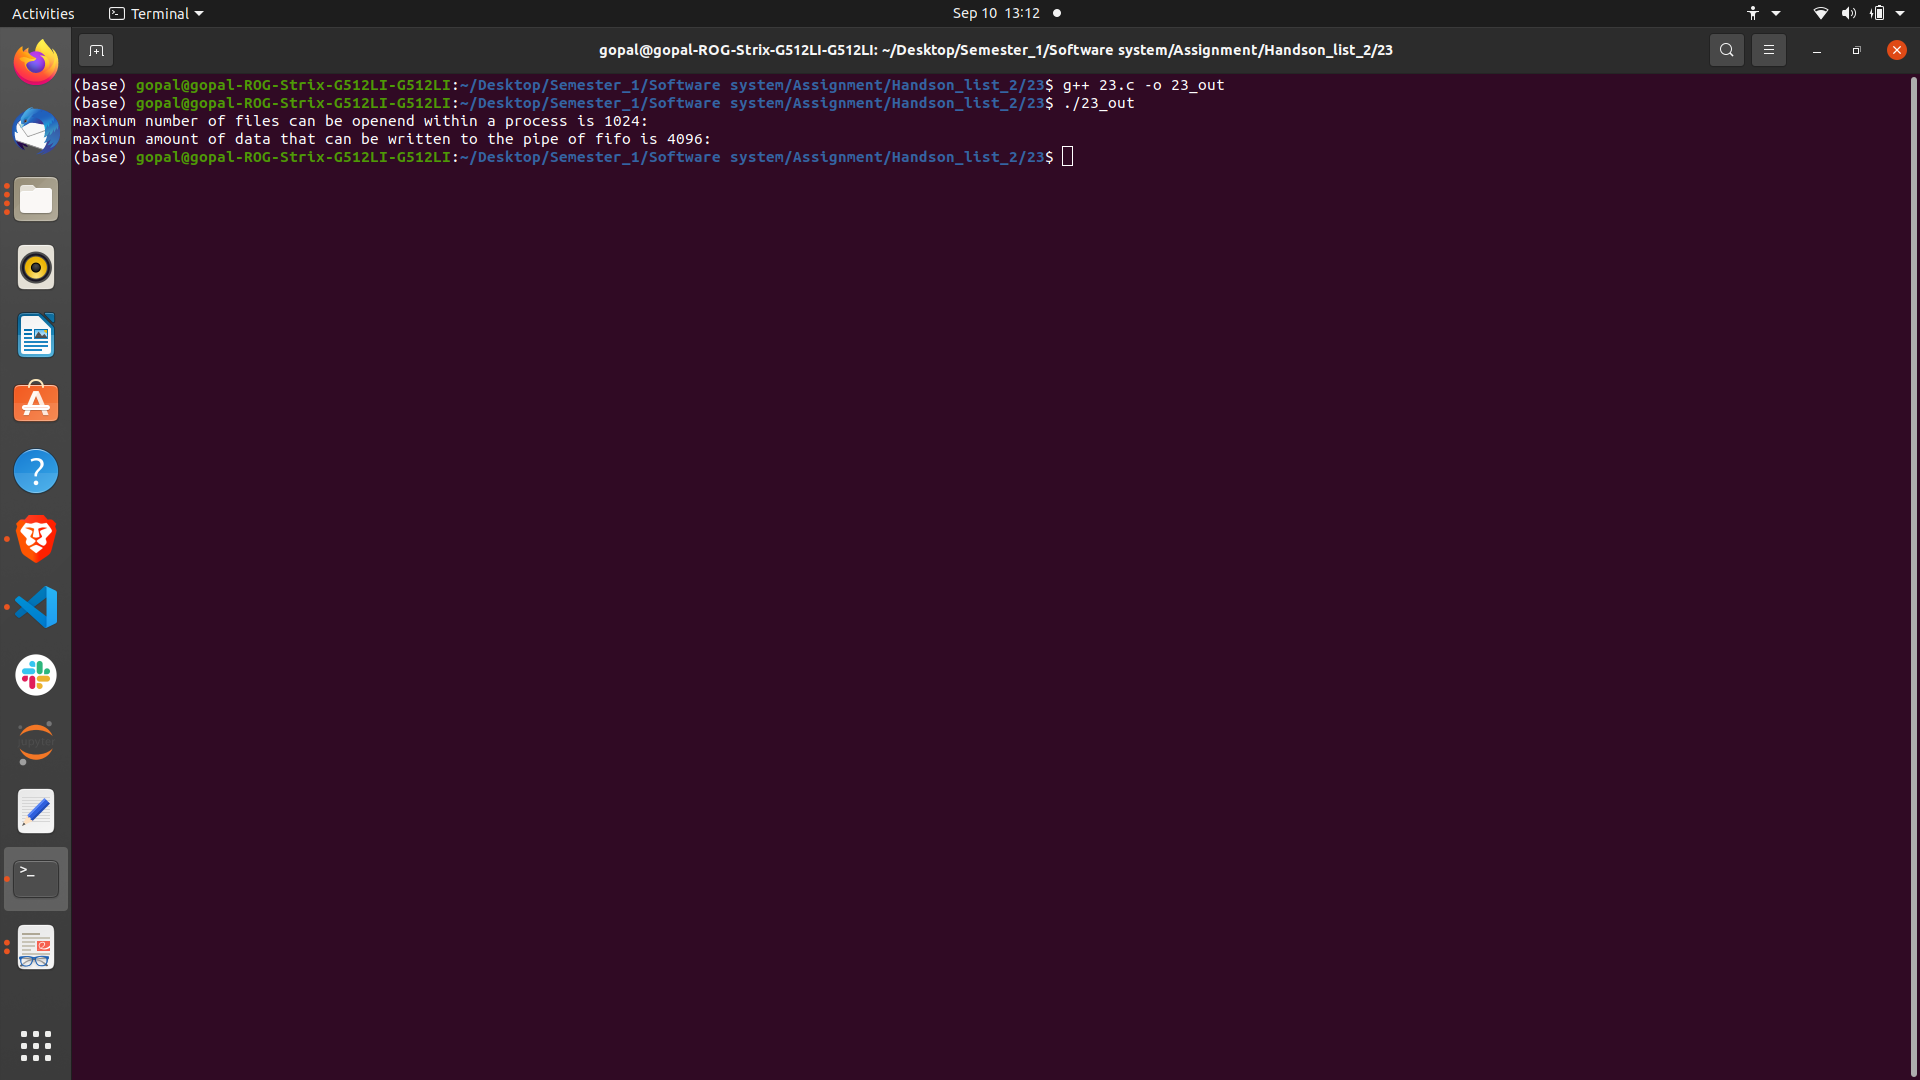 Activities Terminal Sep 10 13:12
gopal@gopal-ROG-Strix-G512LI-G512LI: ~/Desktop/Semester_1/Software system/Assignment/Handson_list_2/23
(base) gopal@gopal-ROG-Strix-G512LI-G512LI:~/Desktop/Semester_1/Software system/Assignment/Handson_list_2/23$ g++ 23.c -o 23_out
(base) gopal@gopal-ROG-Strix-G512LI-G512LI:~/Desktop/Semester_1/Software system/Assignment/Handson_list_2/23$ ./23_out
maximum number of files can be openend within a process is 1024:
maximun amount of data that can be written to the pipe of fifo is 4096:
(base) gopal@gopal-ROG-Strix-G512LI-G512LI:~/Desktop/Semester_1/Software system/Assignment/Handson_list_2/23$